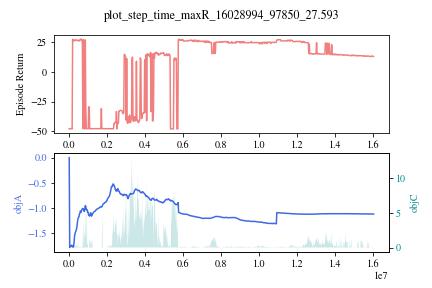 plot_step_time_maxR_16028994_97850_27.593
25
0
−25
−50
Episode Return
0.0 0.2 0.4 0.6 0.8 1.0 1.2 1.4 1.6
1e7
0.0
−0.5
−1.0
−1.5
objA
10
5
0
objC
0.0 0.2 0.4 0.6 0.8 1.0 1.2 1.4 1.6
1e7